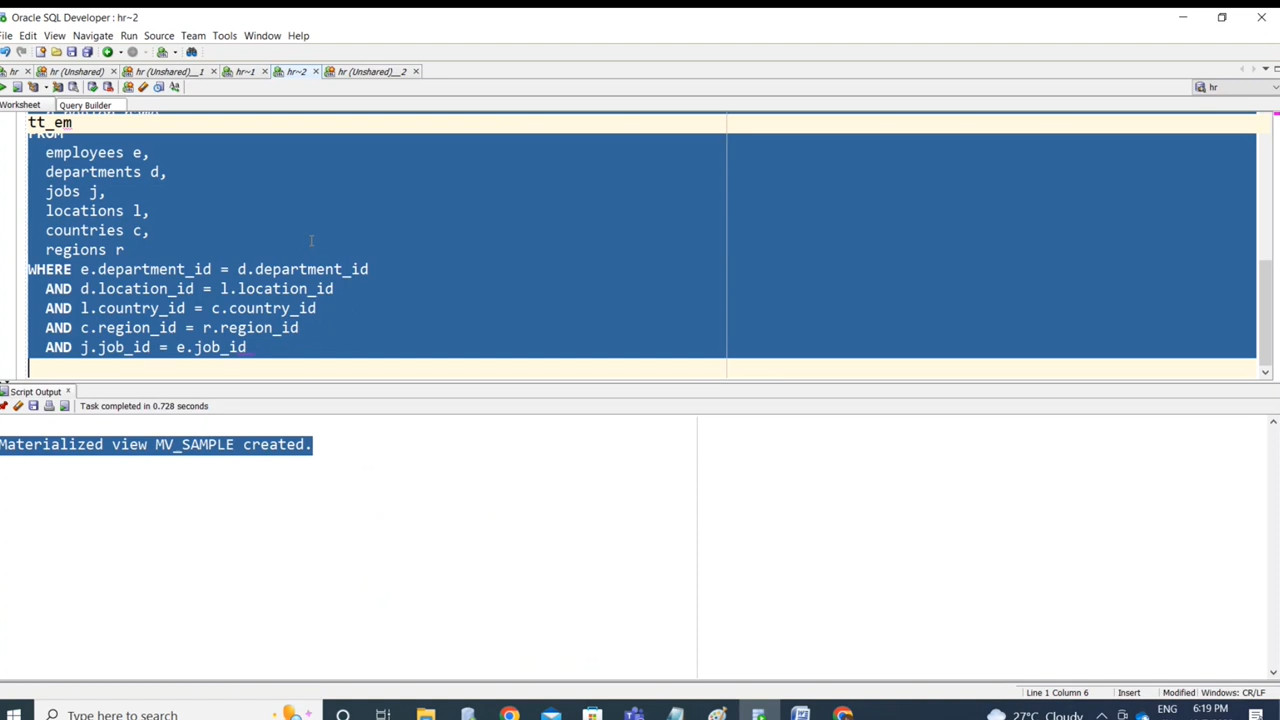 Oracle SQL Developer : hr~2
File Edit View Navigate Run Source Team Tools Window Help
hr hr (Unshared) hr (Unshared)__1 hr~1 hr~2 hr (Unshared)__2
hr
Worksheet Query Builder
tt_em
FROM
employees e,
departments d,
jobs j,
locations l,
countries c,
regions r
WHERE e.department_id = d.department_id
AND d.location_id = l.location_id
AND l.country_id = c.country_id
AND c.region_id = r.region_id
AND j.job_id = e.job_id
Script Output
Task completed in 0.728 seconds
Materialized view MV_SAMPLE created.
Line 1 Column 6 Insert Modified Windows: CR/LF
Type here to search
27°C Cloudy
ENG
6:19 PM